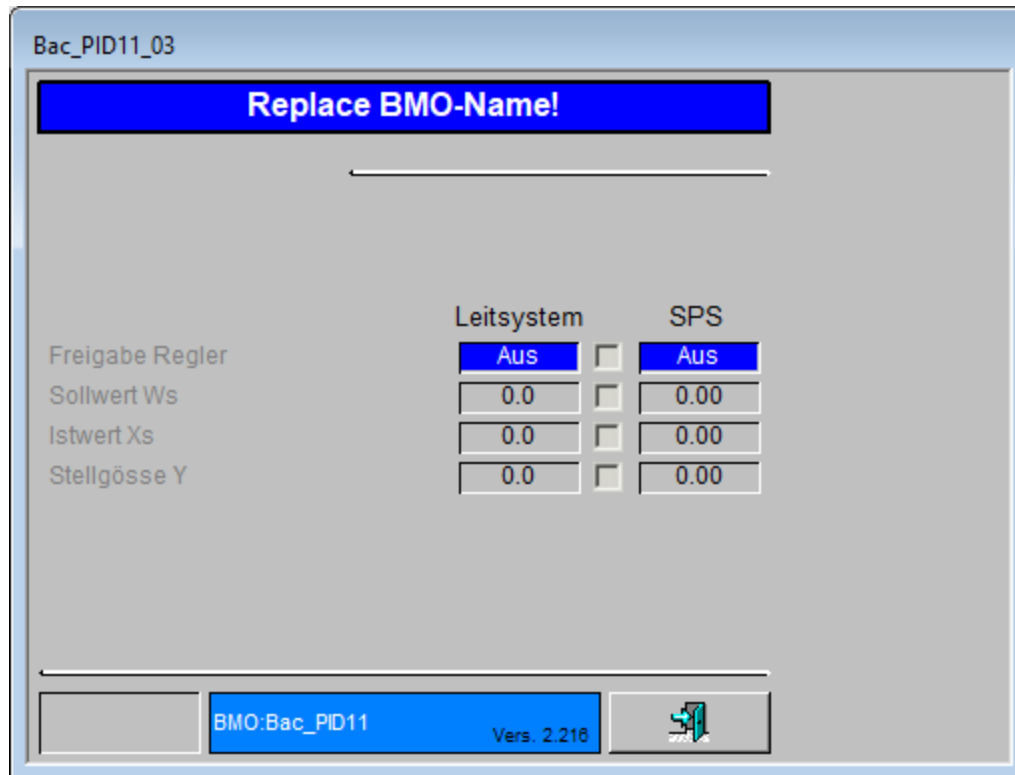 Bac_PID11_03
Replace BMO-Name!
Leitsystem SPS
Freigabe Regler Aus Aus
Sollwert Ws 0.0 0.00
Istwert Xs 0.0 0.00
Stellgösse Y 0.0 0.00
BMO:Bac_PID11 Vers. 2.216